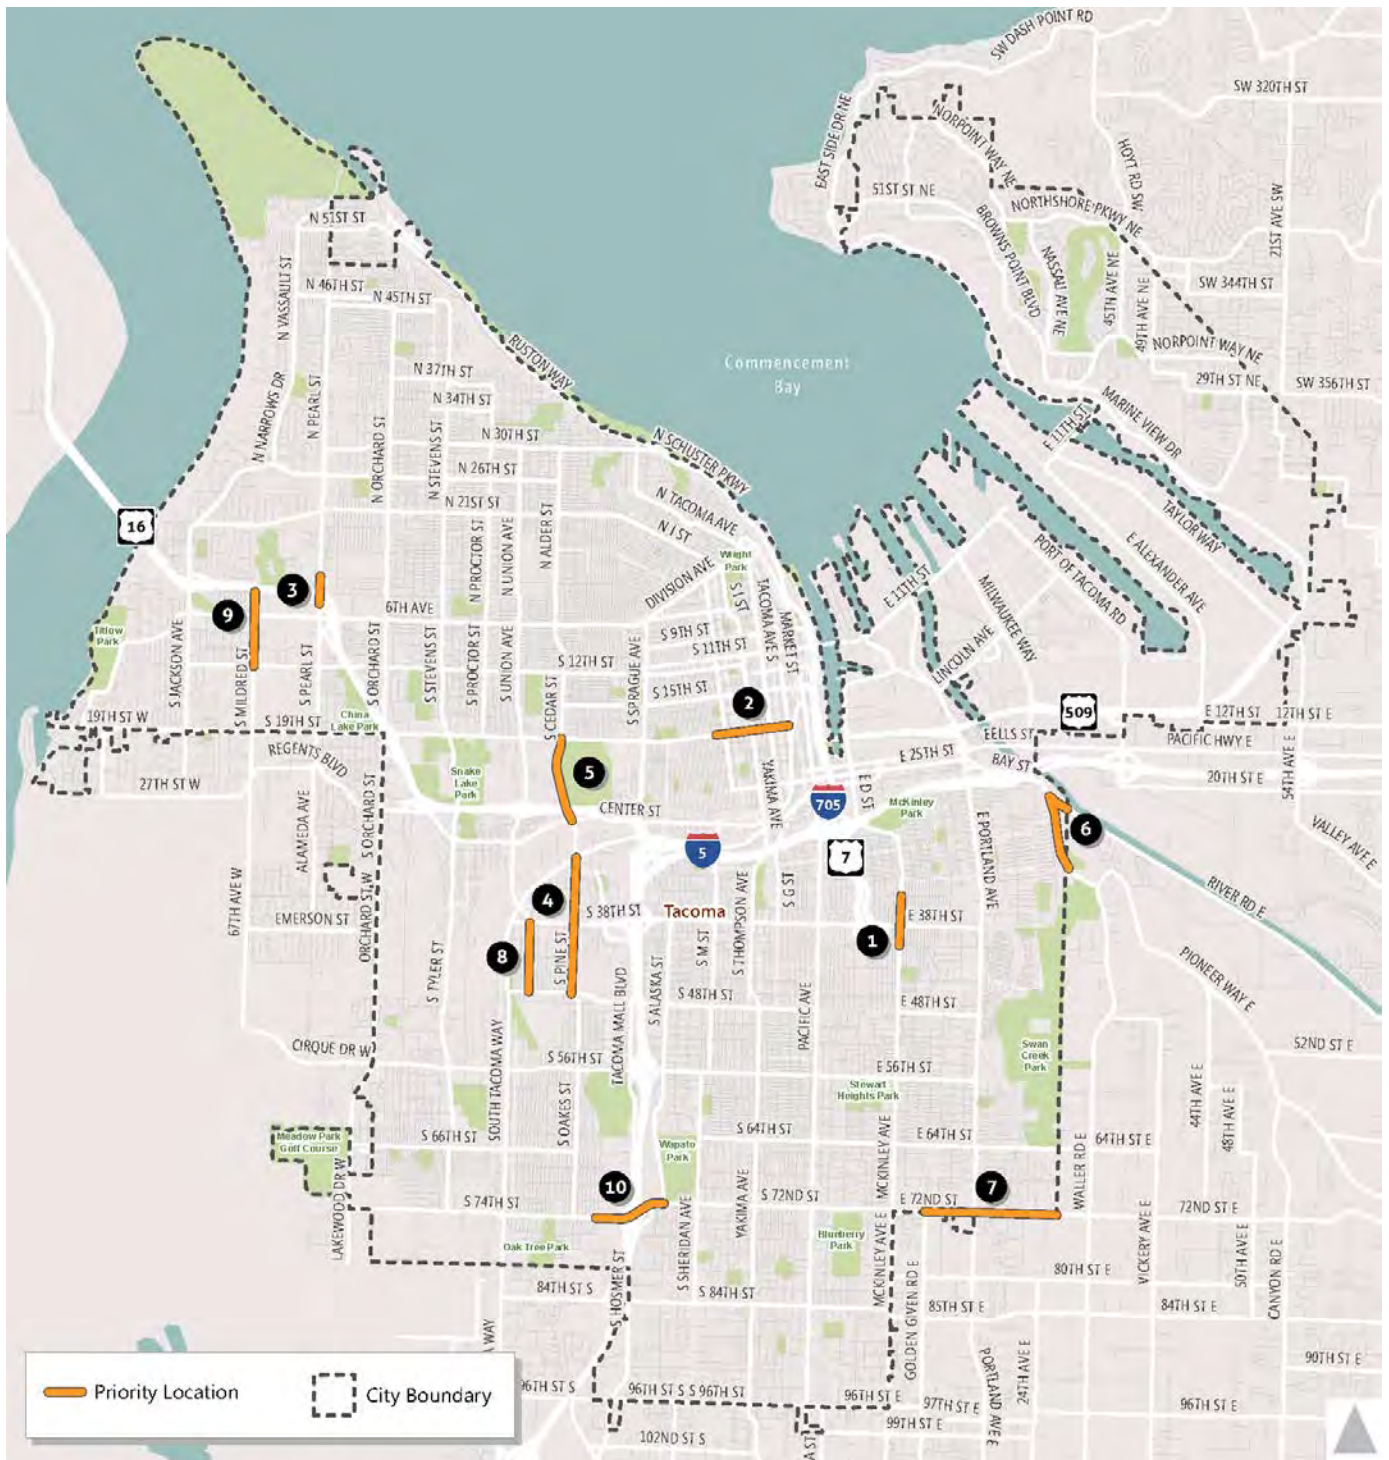 SW DASH POINT RD
SW 320TH ST
EAST SIDE DR NE
NORPOINT WAY NE
HOYT RD SW
51ST ST NE
NORTHSHORE PKWY NE
21ST AVE SW
BROWNS POINT BLVD
NASSAU AVE NE
45TH AVE NE
49TH AVE NE
SW 344TH ST
NORPOINT WAY NE
29TH ST NE
SW 356TH ST
MARINE VIEW DR
E 11TH ST
TAYLOR WAY
E ALEXANDER AVE
PORT OF TACOMA RD
Commencement
Bay
N 51ST ST
N VASSAULT ST
N 46TH ST
N 45TH ST
RUSTON WAY
N 37TH ST
N 34TH ST
N 30TH ST
N 26TH ST
N 21ST ST
N NARROWS DR
N PEARL ST
N ORCHARD ST
N STEVENS ST
N PROCTOR ST
N UNION AVE
N ALDER ST
N SCHUSTER PKWY
N TACOMA AVE
N I ST
DIVISION AVE
Wright
Park
S I ST
TACOMA AVE S
MARKET ST
E 11TH ST
MILWAUKEE WAY
LINCOLN AVE
16
3
9
6TH AVE
Titlow
Park
S JACKSON AVE
S MILDRED ST
S PEARL ST
S ORCHARD ST
S STEVENS ST
S PROCTOR ST
S UNION AVE
S CEDAR ST
S SPRAGUE AVE
S 9TH ST
S 11TH ST
S 12TH ST
S 15TH ST
2
509
E 12TH ST
12TH ST E
EELLS ST
PACIFIC HWY E
BAY ST
20TH ST E
54TH AVE E
VALLEY AVE E
19TH ST W
S 19TH ST
China
Lake Park
REGENTS BLVD
27TH ST W
Snake
Lake
Park
5
CENTER ST
YAKIMA AVE
705
E 25TH ST
E D ST
McKinley
Park
E PORTLAND AVE
6
RIVER RD E
7
5
ALAMEDA AVE
S ORCHARD ST
ORCHARD ST W
67TH AVE W
EMERSON ST
4
8
S PINE ST
S 38TH ST
Tacoma
S M ST
S THOMPSON AVE
S G ST
1
E 38TH ST
PIONEER WAY E
S TYLER ST
TACOMA MALL BLVD
S ALASKA ST
S 48TH ST
PACIFIC AVE
E 48TH ST
52ND ST E
CIRQUE DR W
SOUTH TACOMA WAY
S 56TH ST
S OAKES ST
E 56TH ST
Stewart
Heights Park
Swan
Creek
Park
44TH AVE E
48TH AVE E
Meadow Park
Golf Course
S 66TH ST
S 64TH ST
Wapato
Park
MCKINLEY AVE
E 64TH ST
64TH ST E
WALLER RD E
10
7
LAKEWOOD DR W
S 74TH ST
S 72ND ST
E 72ND ST
72ND ST E
Oak Tree Park
S HOSMER ST
S SHERIDAN AVE
YAKIMA AVE
Blueberry
Park
MCKINLEY AVE E
GOLDEN GIVEN RD E
VICKERY AVE E
50TH AVE E
CANYON RD E
80TH ST E
84TH ST S
S 84TH ST
85TH ST E
84TH ST E
PORTLAND AVE E
24TH AVE E
90TH ST E
A WAY
96TH ST S
96TH ST S
S 96TH ST
96TH ST E
97TH ST E
96TH ST E
99TH ST E
102ND ST S
A ST
Priority Location
City Boundary